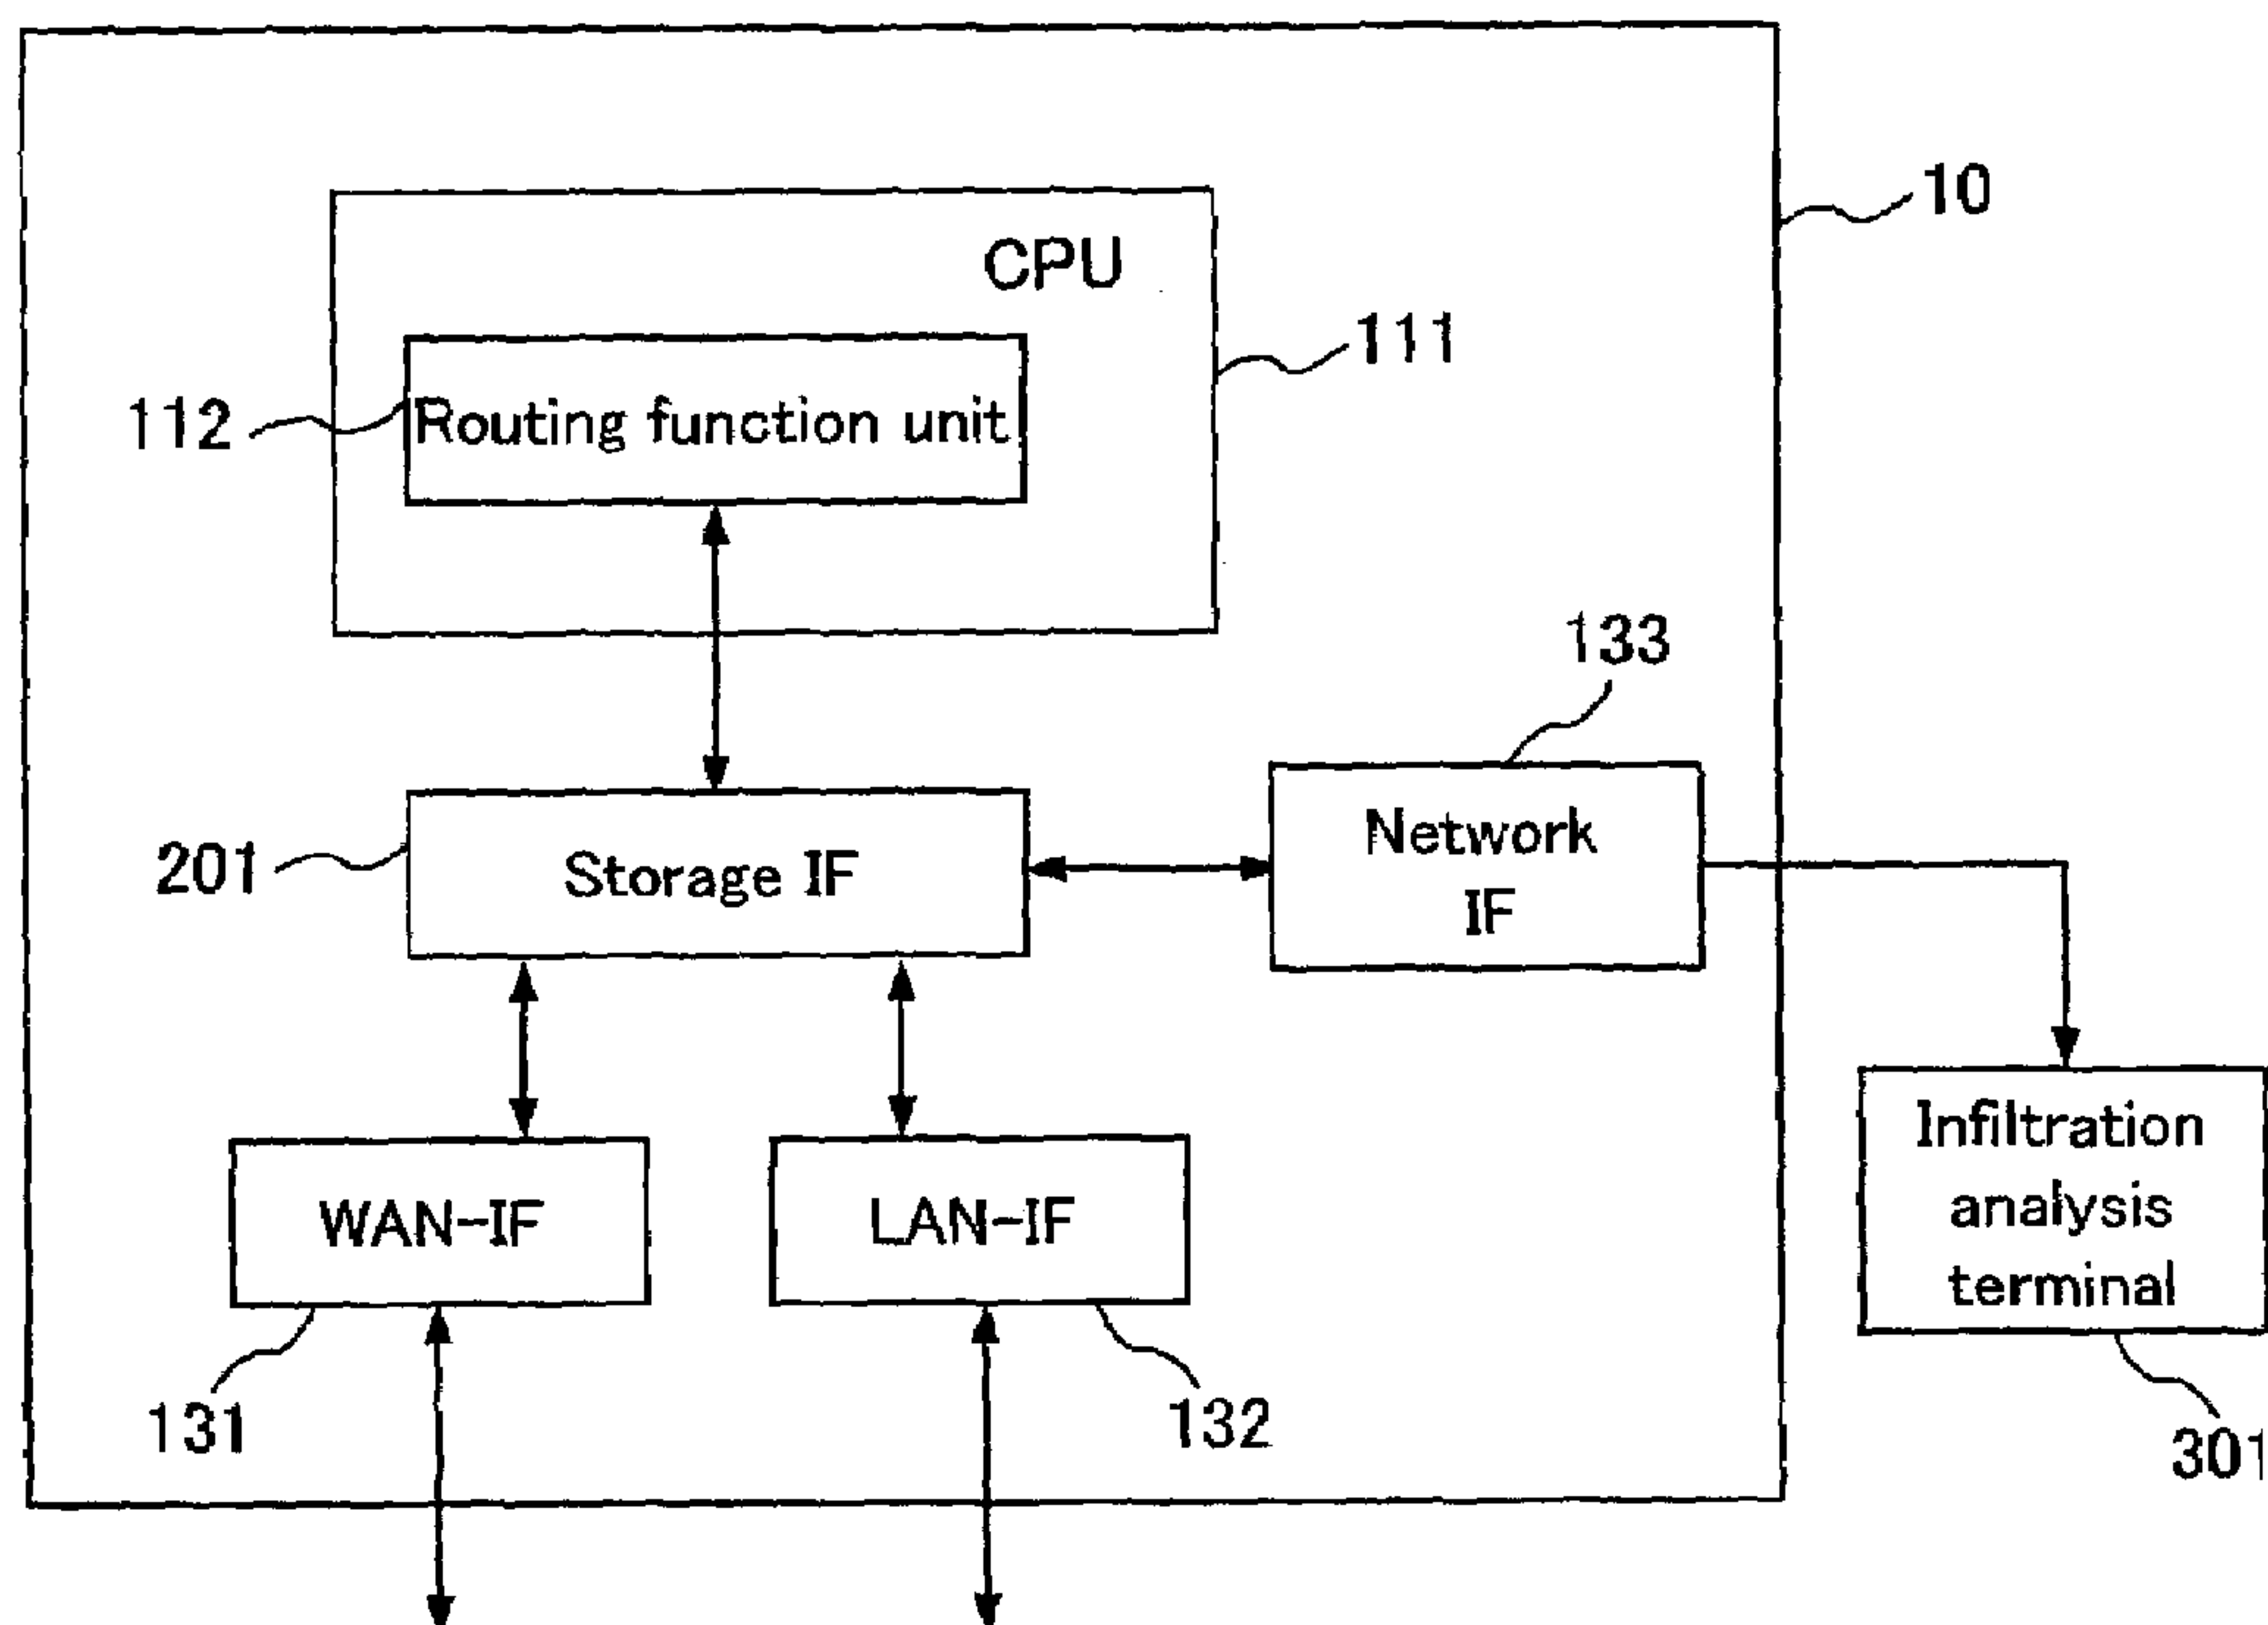 10
CPU
111
112
Routing function unit
133
201
Storage IF
Network
IF
WAN-IF
LAN-IF
Infiltration
analysis
terminal
131
132
301